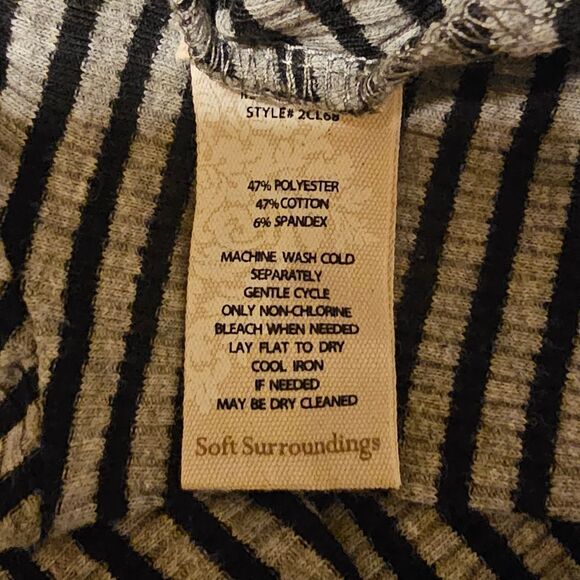 STYLE# 2CL6B
47% POLYESTER
47% COTTON
6% SPANDEX
MACHINE WASH COLD
SEPARATELY
GENTLE CYCLE
ONLY NON-CHLORINE
BLEACH WHEN NEEDED
LAY FLAT TO DRY
COOL IRON
IF NEEDED
MAY BE DRY CLEANED
Soft Surroundings